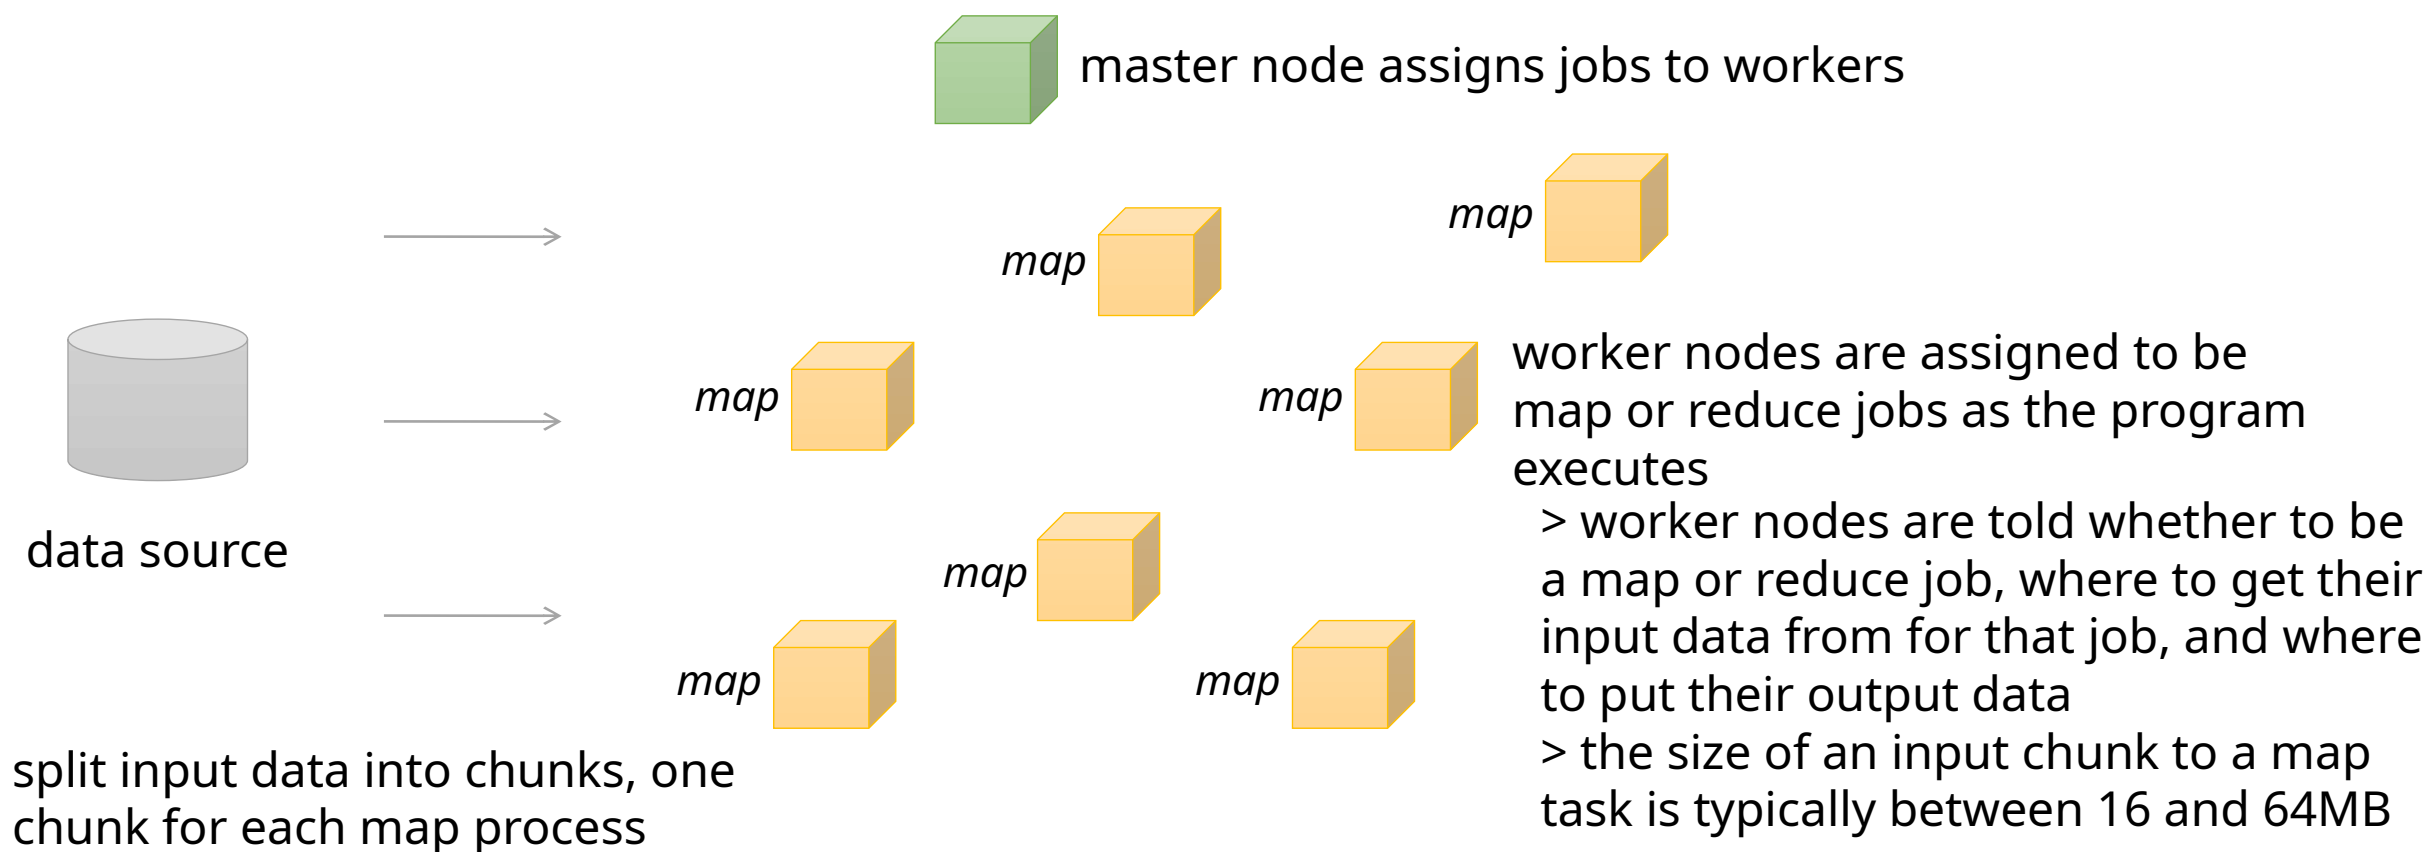 master node assigns jobs to workers
map
map
map
map
worker nodes are assigned to be
map or reduce jobs as the program
executes
> worker nodes are told whether to be
a map or reduce job, where to get their
input data from for that job, and where
to put their output data
> the size of an input chunk to a map
task is typically between 16 and 64MB
data source
map
map
map
split input data into chunks, one
chunk for each map process